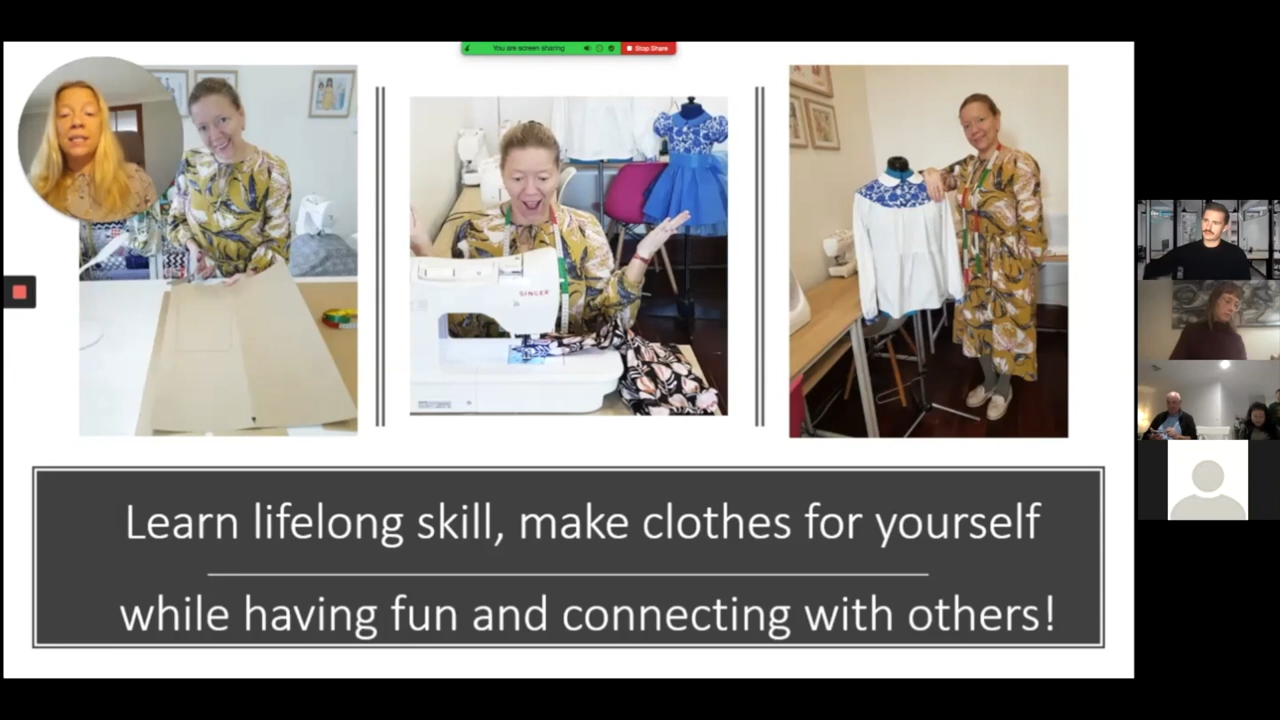 You are screen sharing
Stop Share
SINGER
Learn lifelong skill, make clothes for yourself
while having fun and connecting with others!